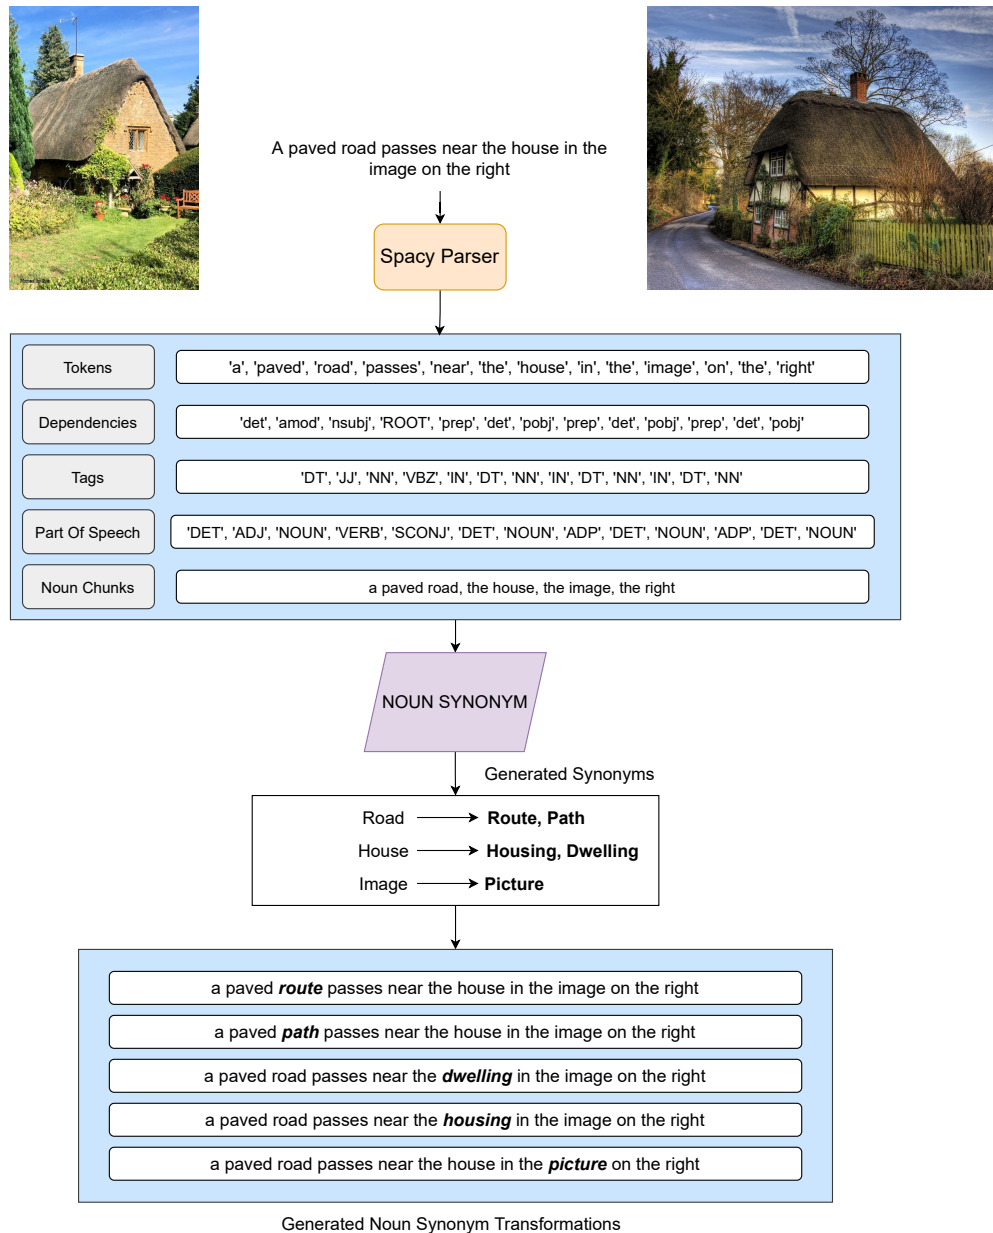 A paved road passes near the house in the
image on the right
Spacy Parser
Tokens
'a', 'paved', 'road', 'passes', 'near', 'the', 'house', 'in', 'the', 'image', 'on', 'the', 'right'
Dependencies
'det', 'amod', 'nsubj', 'ROOT', 'prep', 'det', 'pobj', 'prep', 'det', 'pobj', 'prep', 'det', 'pobj'
Tags
'DT', 'JJ', 'NN', 'VBZ', 'IN', 'DT', 'NN', 'IN', 'DT', 'NN', 'IN', 'DT', 'NN'
Part Of Speech
'DET', 'ADJ', 'NOUN', 'VERB', 'SCONJ', 'DET', 'NOUN', 'ADP', 'DET', 'NOUN', 'ADP', 'DET', 'NOUN'
Noun Chunks
a paved road, the house, the image, the right
NOUN SYNONYM
Generated Synonyms
Road Route, Path
House Housing, Dwelling
Image Picture
a paved route passes near the house in the image on the right
a paved path passes near the house in the image on the right
a paved road passes near the dwelling in the image on the right
a paved road passes near the housing in the image on the right
a paved road passes near the house in the picture on the right
Generated Noun Synonym Transformations